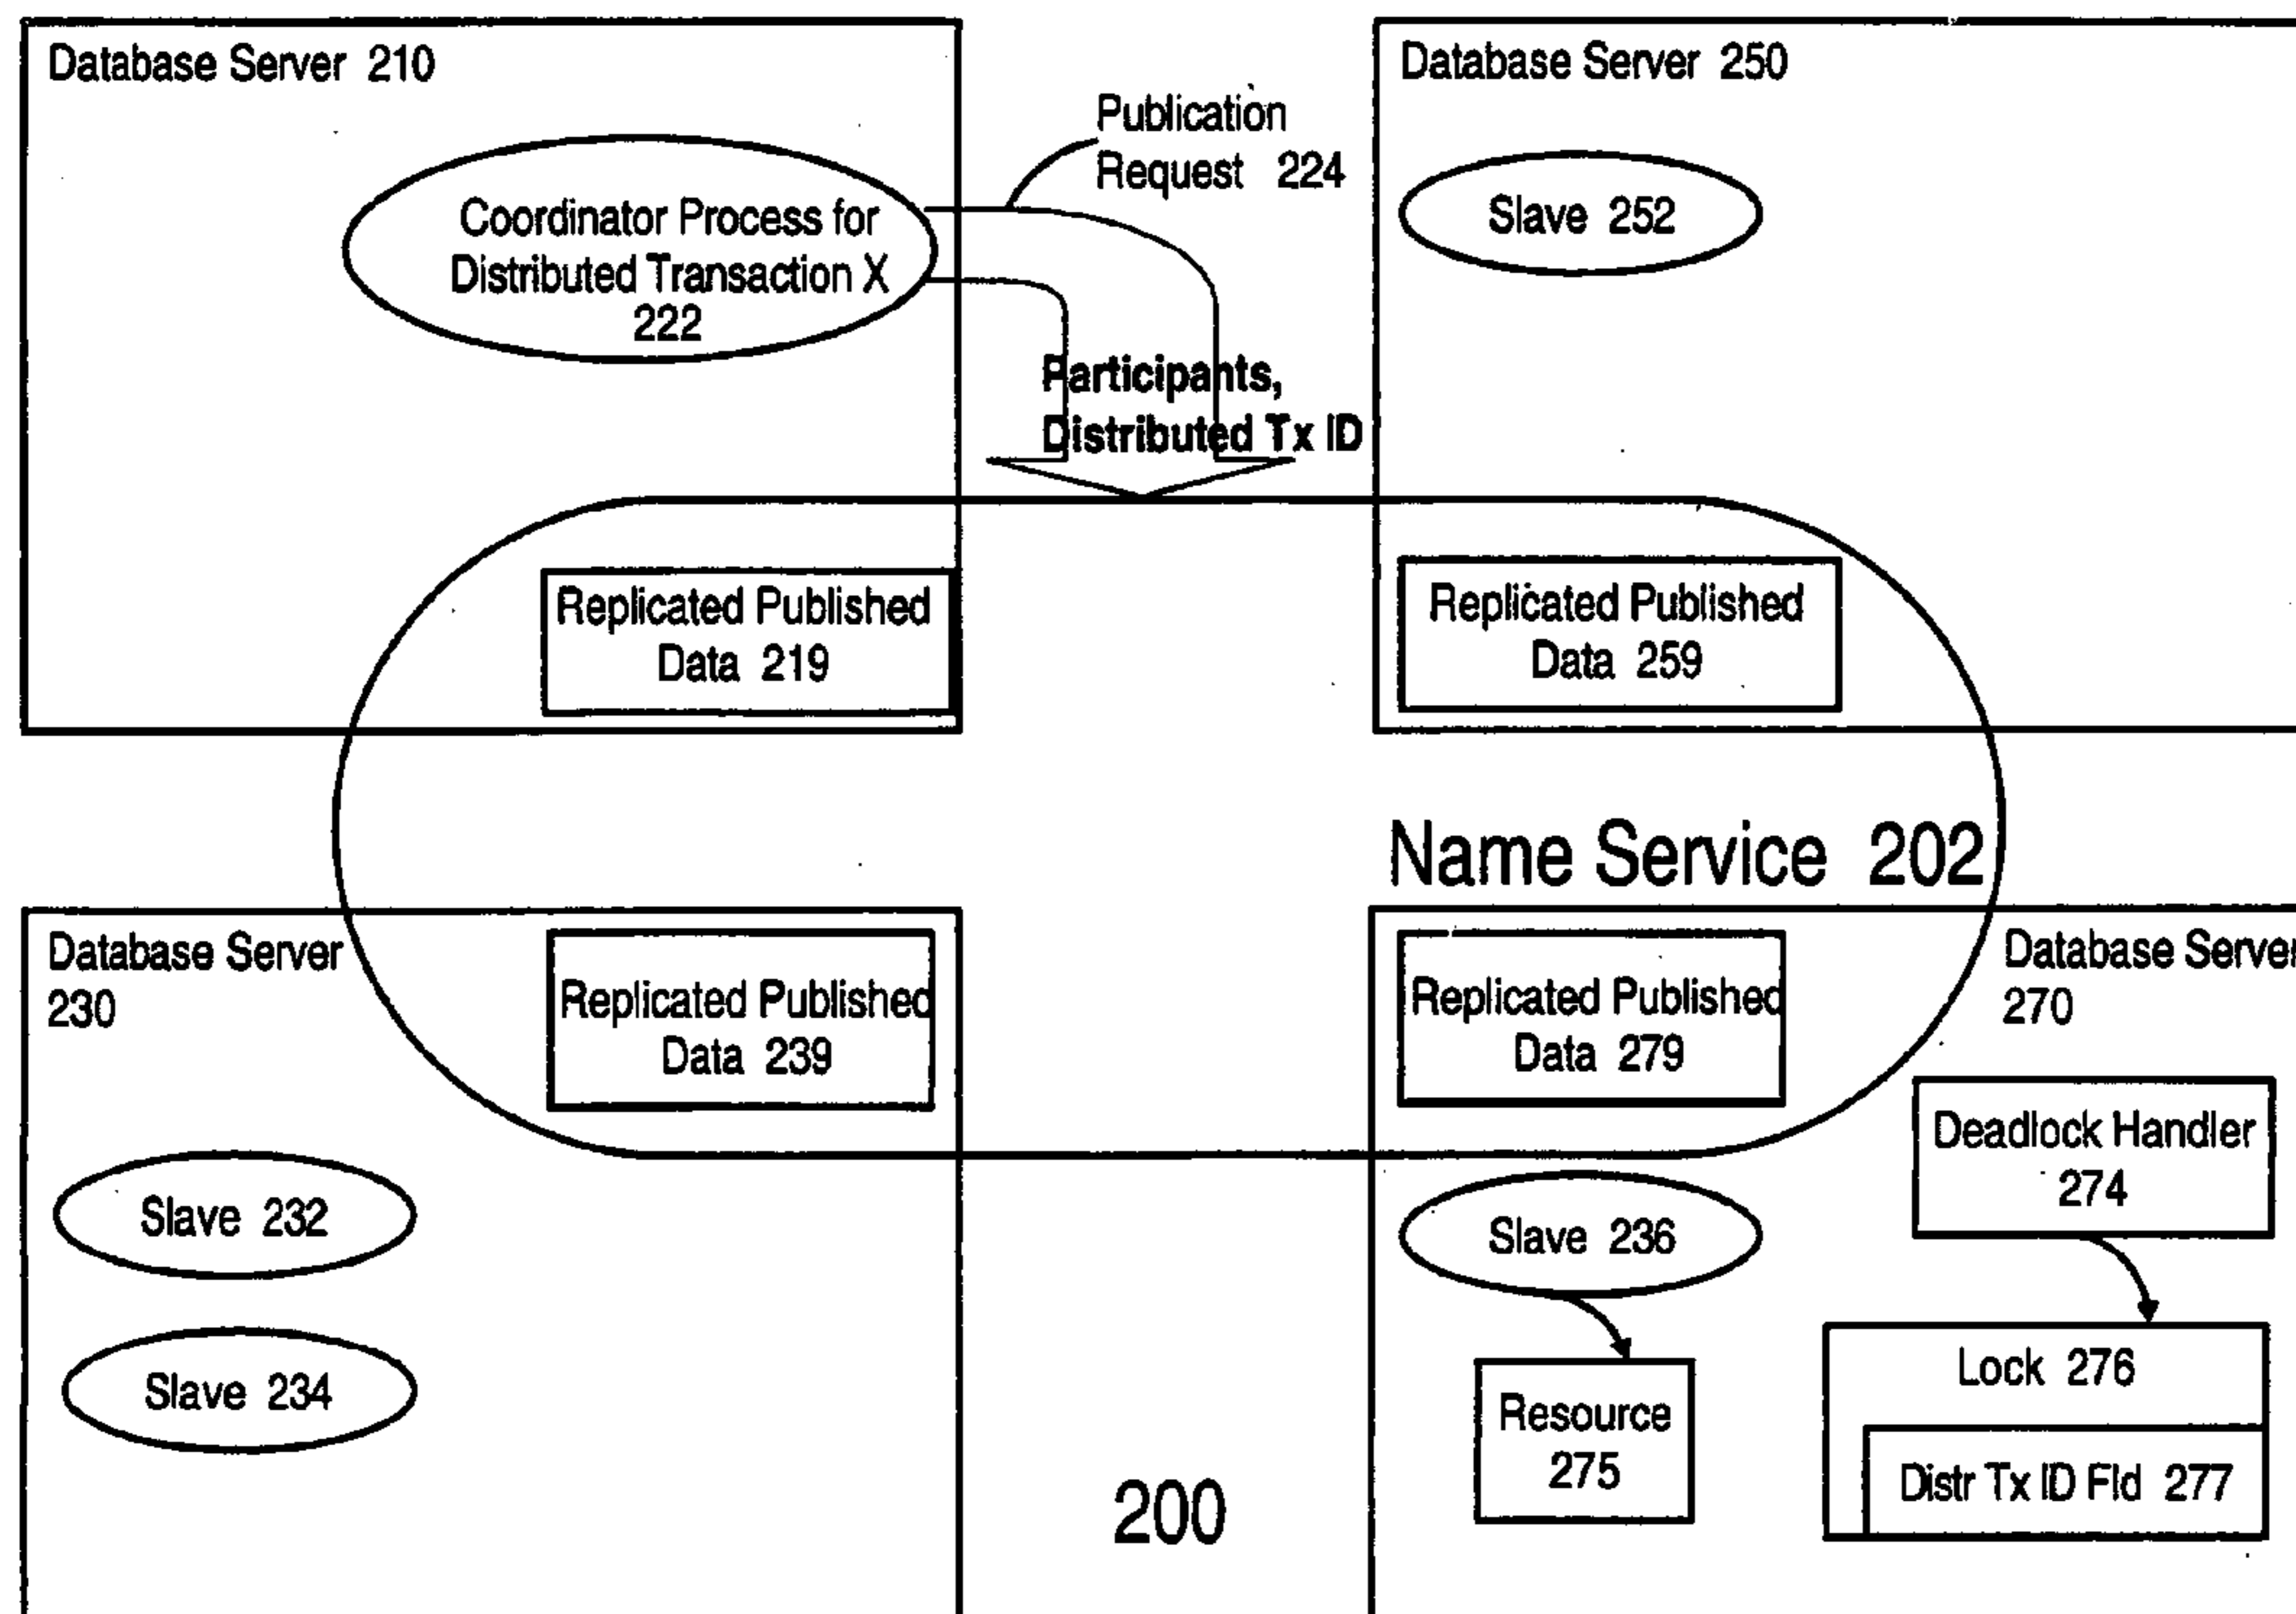 Database Server 210
Coordinator Process for
Distributed Transaction X
222
Publication
Request 224
Participants,
Distributed Tx ID
Database Server 250
Slave 252
Replicated Published
Data 219
Replicated Published
Data 259
Name Service 202
Database Server
230
Replicated Published
Data 239
Replicated Published
Data 279
Database Server
270
Deadlock Handler
274
Slave 232
Slave 236
Slave 234
Lock 276
Resource
275
Distr Tx ID Fld 277
200